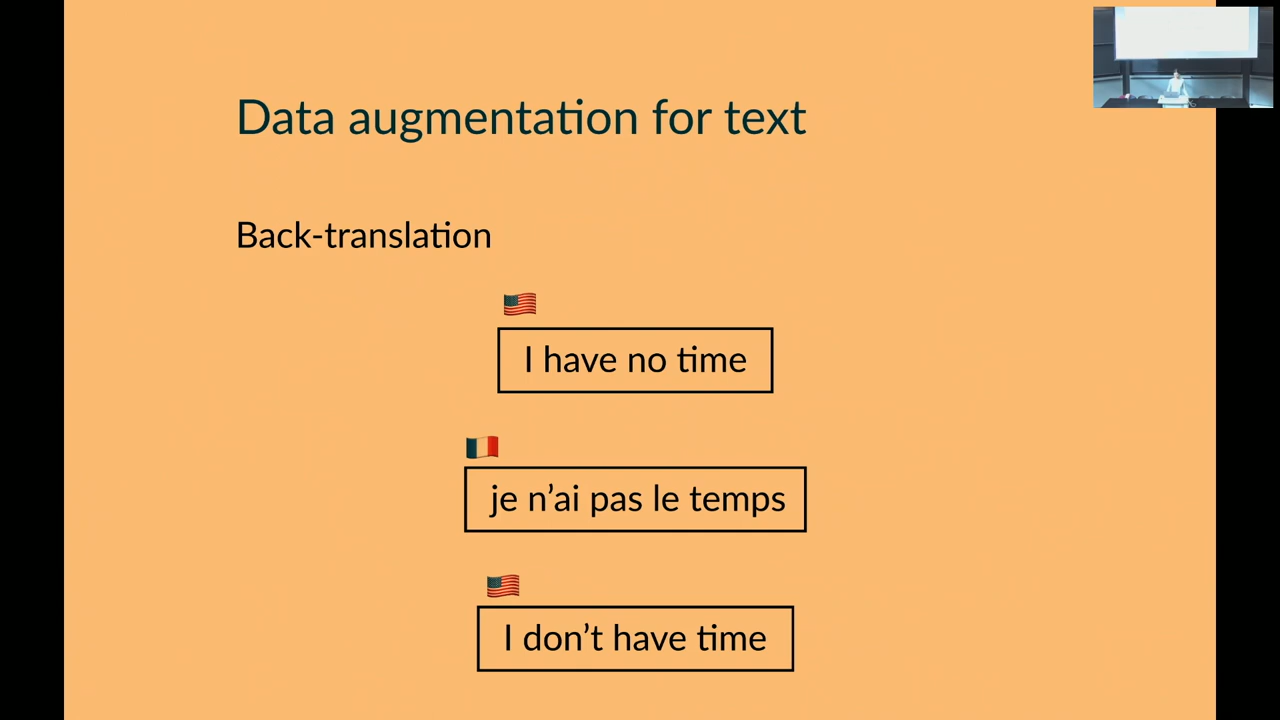 Data augmentation for text
Back-translation
I have no time
je n’ai pas le temps
I don’t have time